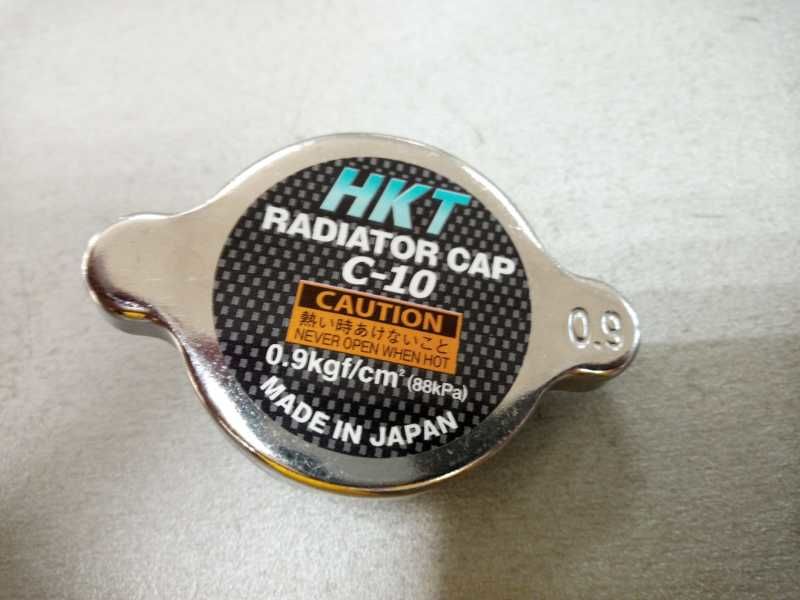 HKT
RADIATOR CAP
C-10
CAUTION
熱い時あけないこと
NEVER OPEN WHEN HOT
0.9kgf/cm² (88kPa)
MADE IN JAPAN
0.9